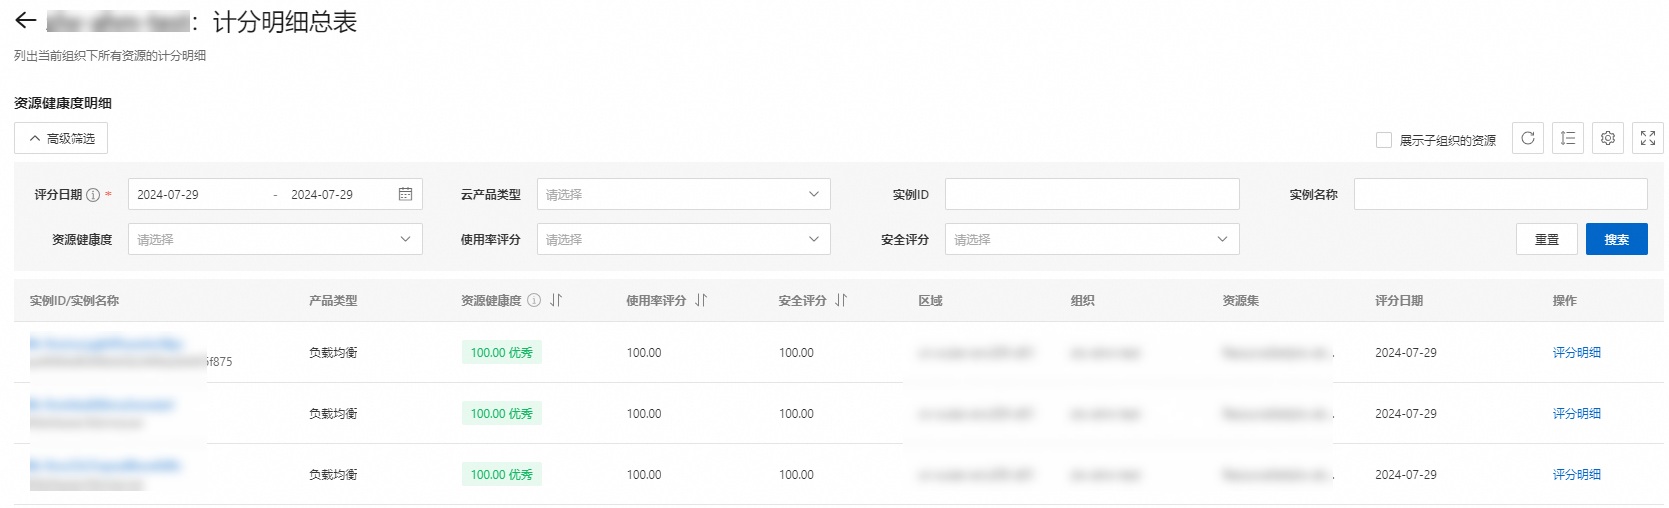 ：计分明细总表
列出当前组织下所有资源的计分明细
资源健康度明细
高级筛选
展示子组织的资源
评分日期 * 2024-07-29 - 2024-07-29 云产品类型 请选择 实例ID 实例名称
资源健康度 请选择 使用率评分 请选择 安全评分 请选择 重置 搜索
实例ID/实例名称 产品类型 资源健康度 使用率评分 安全评分 区域 组织 资源集 评分日期 操作
5f875 负载均衡 100.00 优秀 100.00 100.00 2024-07-29 评分明细
负载均衡 100.00 优秀 100.00 100.00 2024-07-29 评分明细
负载均衡 100.00 优秀 100.00 100.00 2024-07-29 评分明细